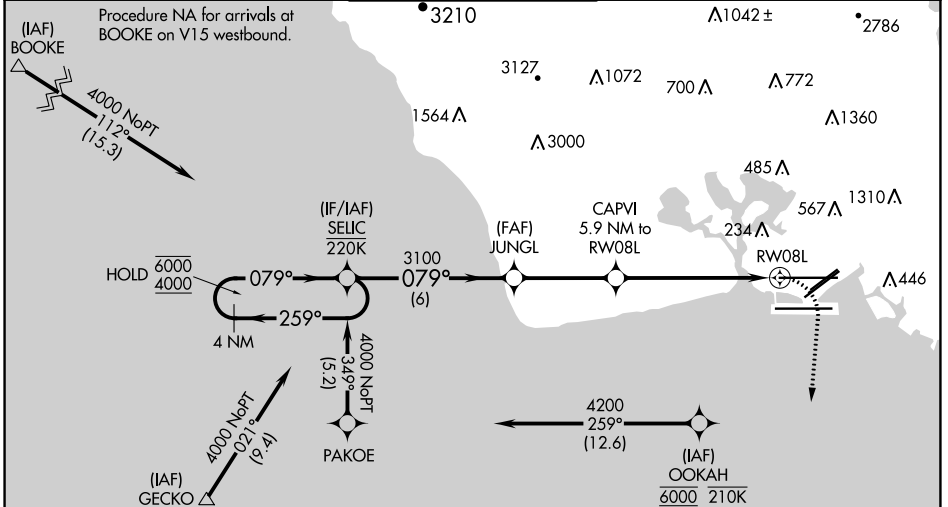 Procedure NA for arrivals at
BOOKE on V15 westbound.
(IAF)
BOOKE
4000 NoPT
112°
(15.3)
3210
1042 ±
2786
3127
1072
700
772
1564
3000
1360
485
567
1310
234
(IF/IAF)
SELIC
220K
HOLD
6000
4000
079°
259°
4 NM
3100
079°
(6)
(FAF)
JUNGL
CAPVI
5.9 NM to
RW08L
RW08L
446
4000 NoPT
349°
(5.2)
PAKOE
4000 NoPT
021°
(9.4)
(IAF)
GECKO
4200
259°
(12.6)
(IAF)
OOKAH
6000 210K